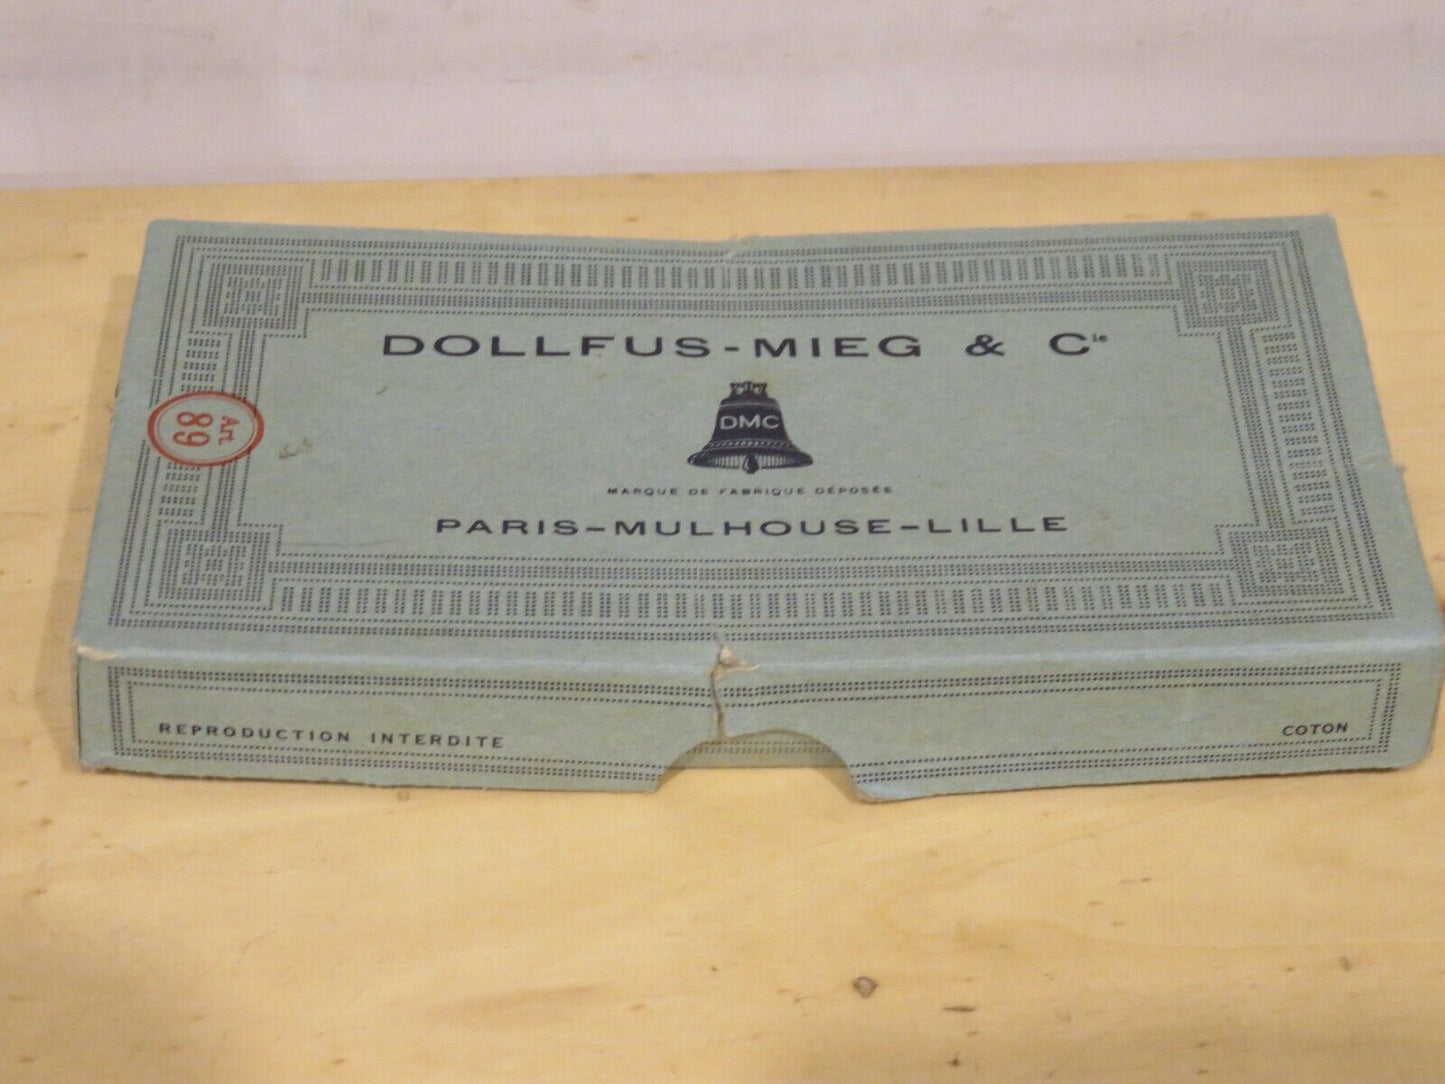 DOLLFUS-MIEG & Cie
DMC
MARQUE DE FABRIQUE DÉPOSÉE
PARIS-MULHOUSE-LILLE
Art.
89
REPRODUCTION INTERDITE
COTON